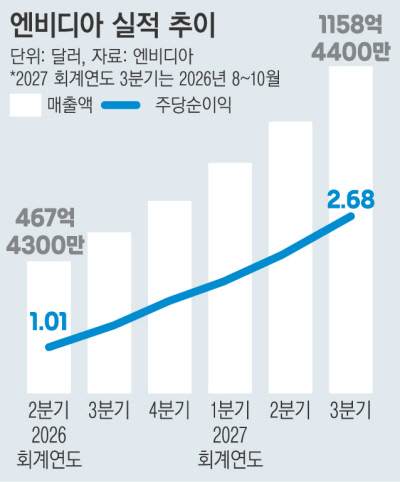 엔비디아 실적 추이
단위: 달러, 자료: 엔비디아
*2027 회계연도 3분기는 2026년 8~10월
매출액 주당순이익
1158억
4400만
467억
4300만
1.01
2.68
2분기 3분기 4분기 1분기 2분기 3분기
2026 2027
회계연도 회계연도